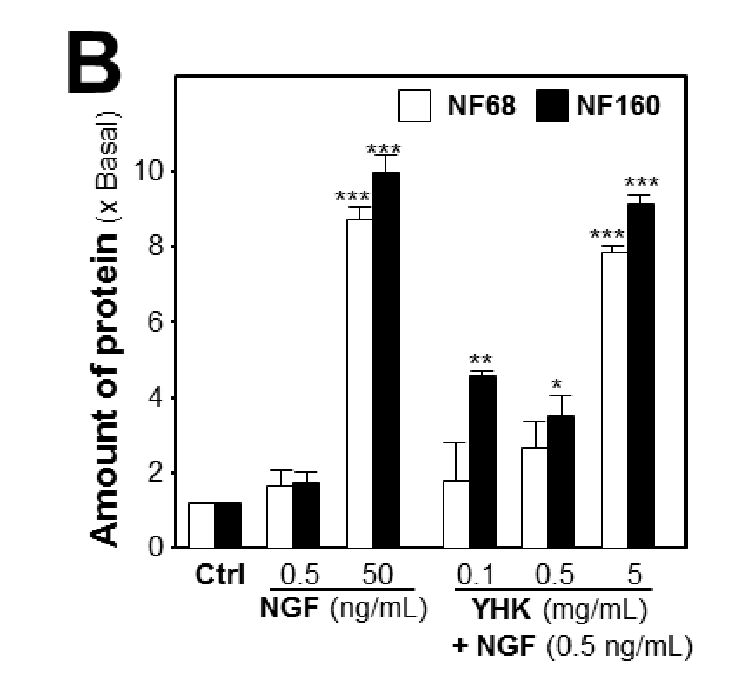 B
NF68 NF160
Amount of protein (x Basal)
10
8
6
4
2
0
***
***
**
*
***
***
Ctrl 0.5 50 0.1 0.5 5
NGF (ng/mL) YHK (mg/mL)
+ NGF (0.5 ng/mL)